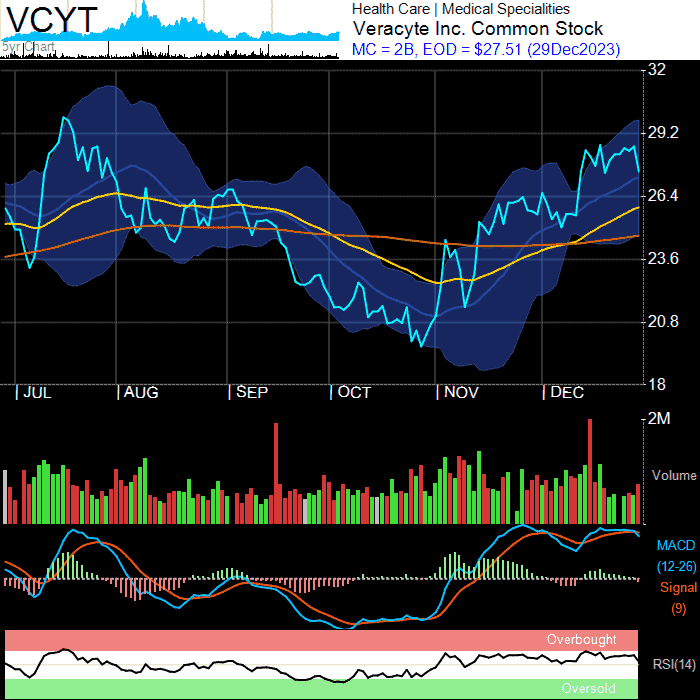 VCYT
5yr Chart
Health Care | Medical Specialities
Veracyte Inc. Common Stock
MC = 2B, EOD = $27.51 (29Dec2023)
32
29.2
26.4
23.6
20.8
18
| JUL | AUG | SEP | OCT | NOV | DEC
2M
Volume
MACD
(12-26)
Signal
(9)
Overbought
RSI(14)
Oversold